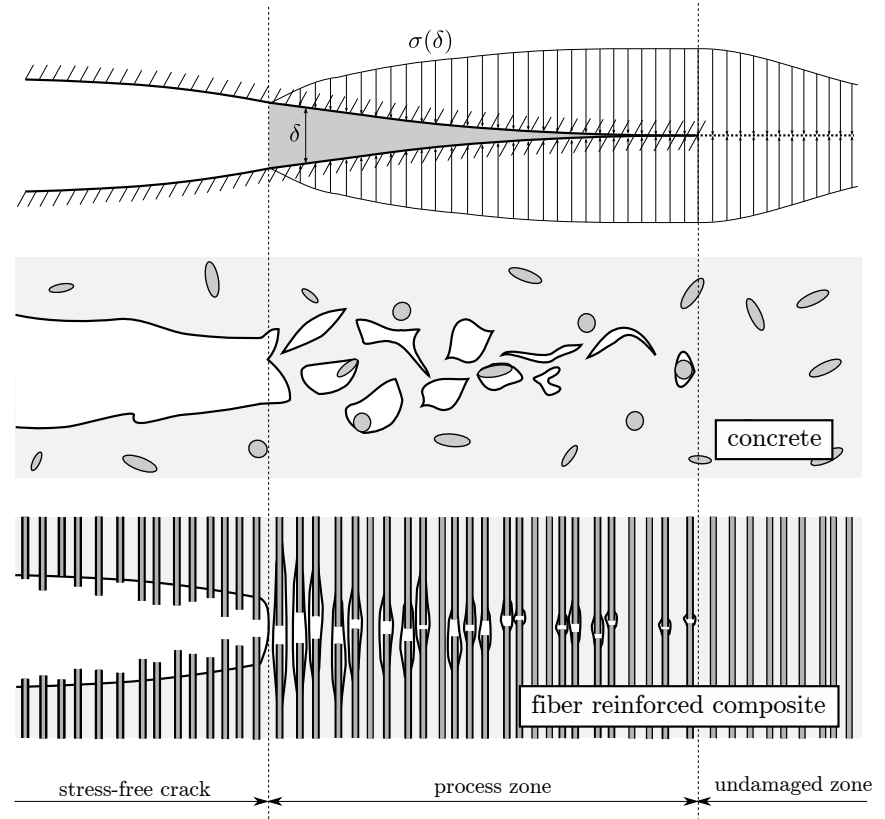 σ(δ)
δ
concrete
fiber reinforced composite
stress-free crack
process zone
undamaged zone